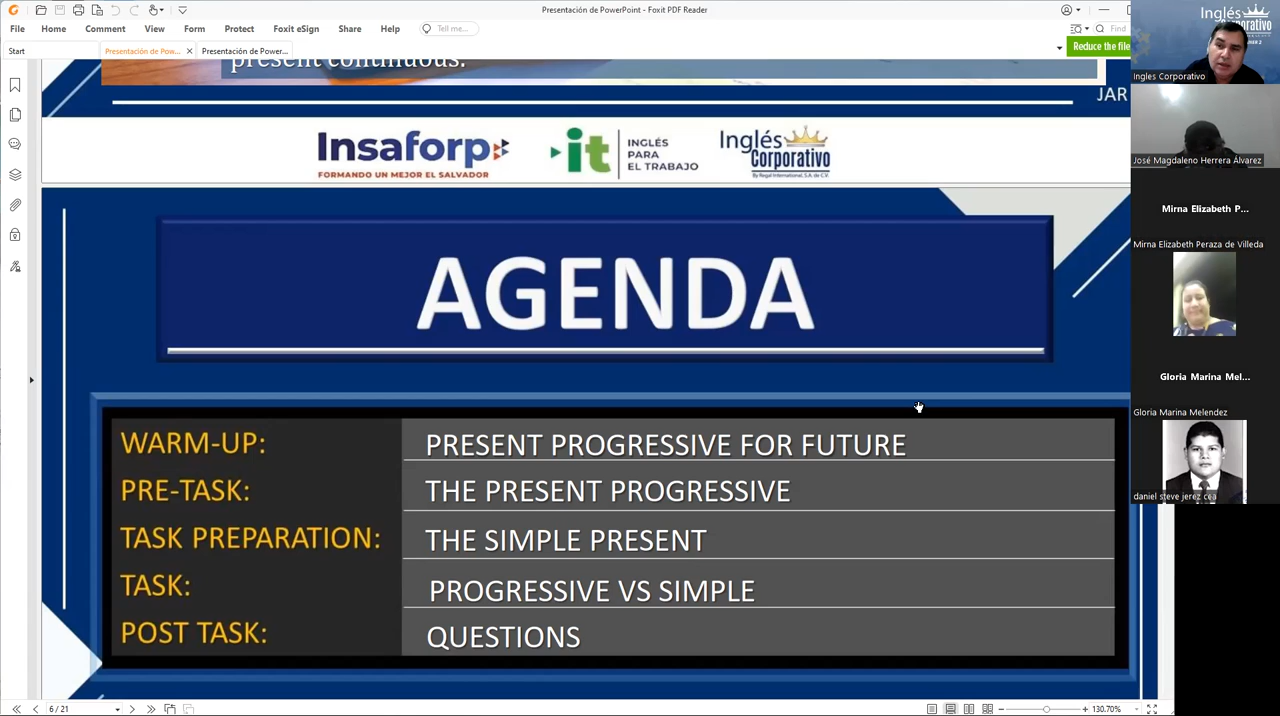 Presentación de PowerPoint - Foxit PDF Reader
File Home Comment View Form Protect Foxit eSign Share Help Tell me... Find
Start Presentación de Pow... Presentación de Power...
Reduce the file
present continuous.
JAR
Insaforp
FORMANDO UN MEJOR EL SALVADOR
it
INGLÉS
PARA
EL TRABAJO
Inglés
Corporativo
By Regal International, S.A. de C.V.
AGENDA
WARM-UP: PRESENT PROGRESSIVE FOR FUTURE
PRE-TASK: THE PRESENT PROGRESSIVE
TASK PREPARATION: THE SIMPLE PRESENT
TASK: PROGRESSIVE VS SIMPLE
POST TASK: QUESTIONS
6 / 21
130.70%
Inglés
Corporativo
Ingles Corporativo
José Magdaleno Herrera Álvarez
Mirna Elizabeth P...
Mirna Elizabeth Peraza de Villeda
Gloria Marina Mel...
Gloria Marina Melendez
daniel steve jerez cea